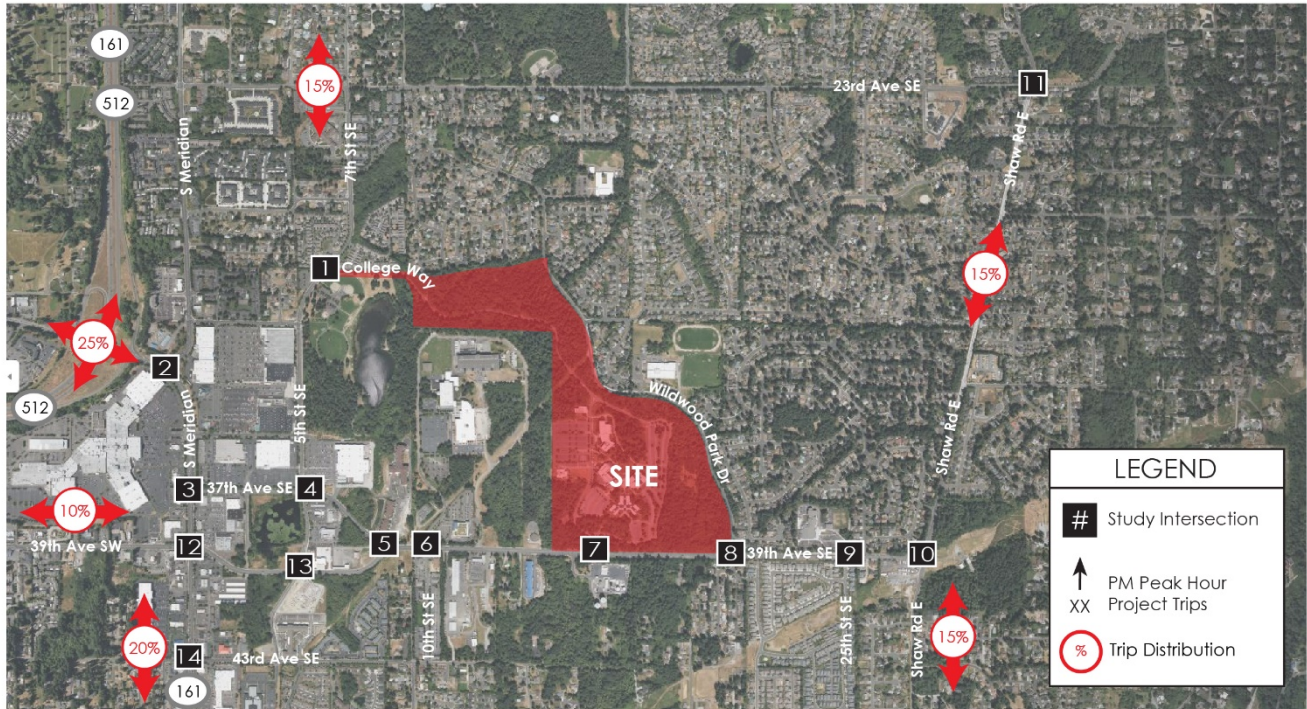 161
512
15%
S Meridian
7th St SE
23rd Ave SE
11
Shaw Rd E
1
College Way
15%
25%
2
512
S Meridian
5th St SE
Wildwood Park Dr
Shaw Rd E
SITE
3
37th Ave SE
4
10%
39th Ave SW
12
13
5
6
7
8
39th Ave SE
9
10
10th St SE
25th St SE
Shaw Rd E
15%
20%
14
43rd Ave SE
161
LEGEND
#
Study Intersection
XX
PM Peak Hour
Project Trips
%
Trip Distribution